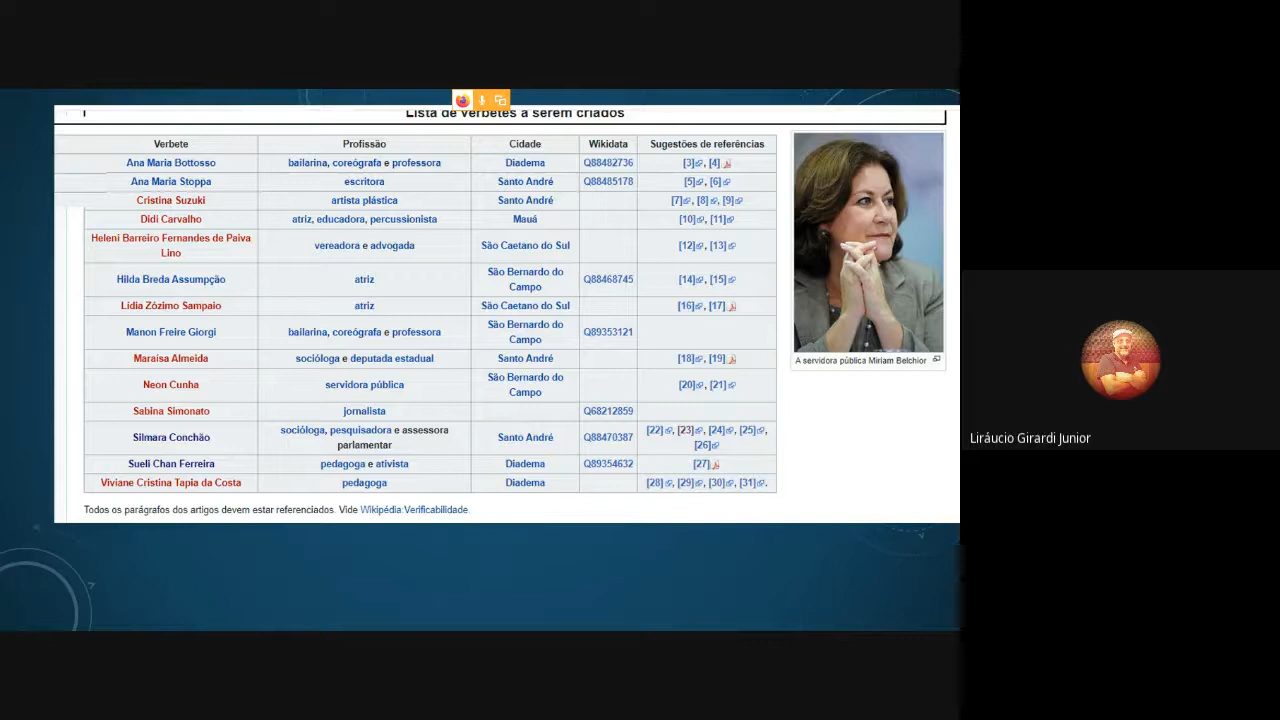 Lista de verbetes a serem criados
Verbete Profissão Cidade Wikidata Sugestões de referências
Ana Maria Bottosso bailarina, coreógrafa e professora Diadema Q88482736 [3], [4]
Ana Maria Stoppa escritora Santo André Q88485178 [5], [6]
Cristina Suzuki artista plástica Santo André [7], [8], [9]
Didi Carvalho atriz, educadora, percussionista Mauá [10], [11]
Heleni Barreiro Fernandes de Paiva
Lino vereadora e advogada São Caetano do Sul [12], [13]
Hilda Breda Assumpção atriz São Bernardo do
Campo Q88468745 [14], [15]
Lídia Zózimo Sampaio atriz São Caetano do Sul [16], [17]
Manon Freire Giorgi bailarina, coreógrafa e professora São Bernardo do
Campo Q89353121
Maraísa Almeida socióloga e deputada estadual Santo André [18], [19]
Neon Cunha servidora pública São Bernardo do
Campo [20], [21]
Sabina Simonato jornalista Q68212859
Silmara Conchão socióloga, pesquisadora e assessora
parlamentar Santo André Q88470387 [22], [23], [24], [25],
[26]
Sueli Chan Ferreira pedagoga e ativista Diadema Q89354632 [27]
Viviane Cristina Tapia da Costa pedagoga Diadema [28], [29], [30], [31].
Todos os parágrafos dos artigos devem estar referenciados. Vide Wikipédia:Verificabilidade.
A servidora pública Miriam Belchior
Liráucio Girardi Junior